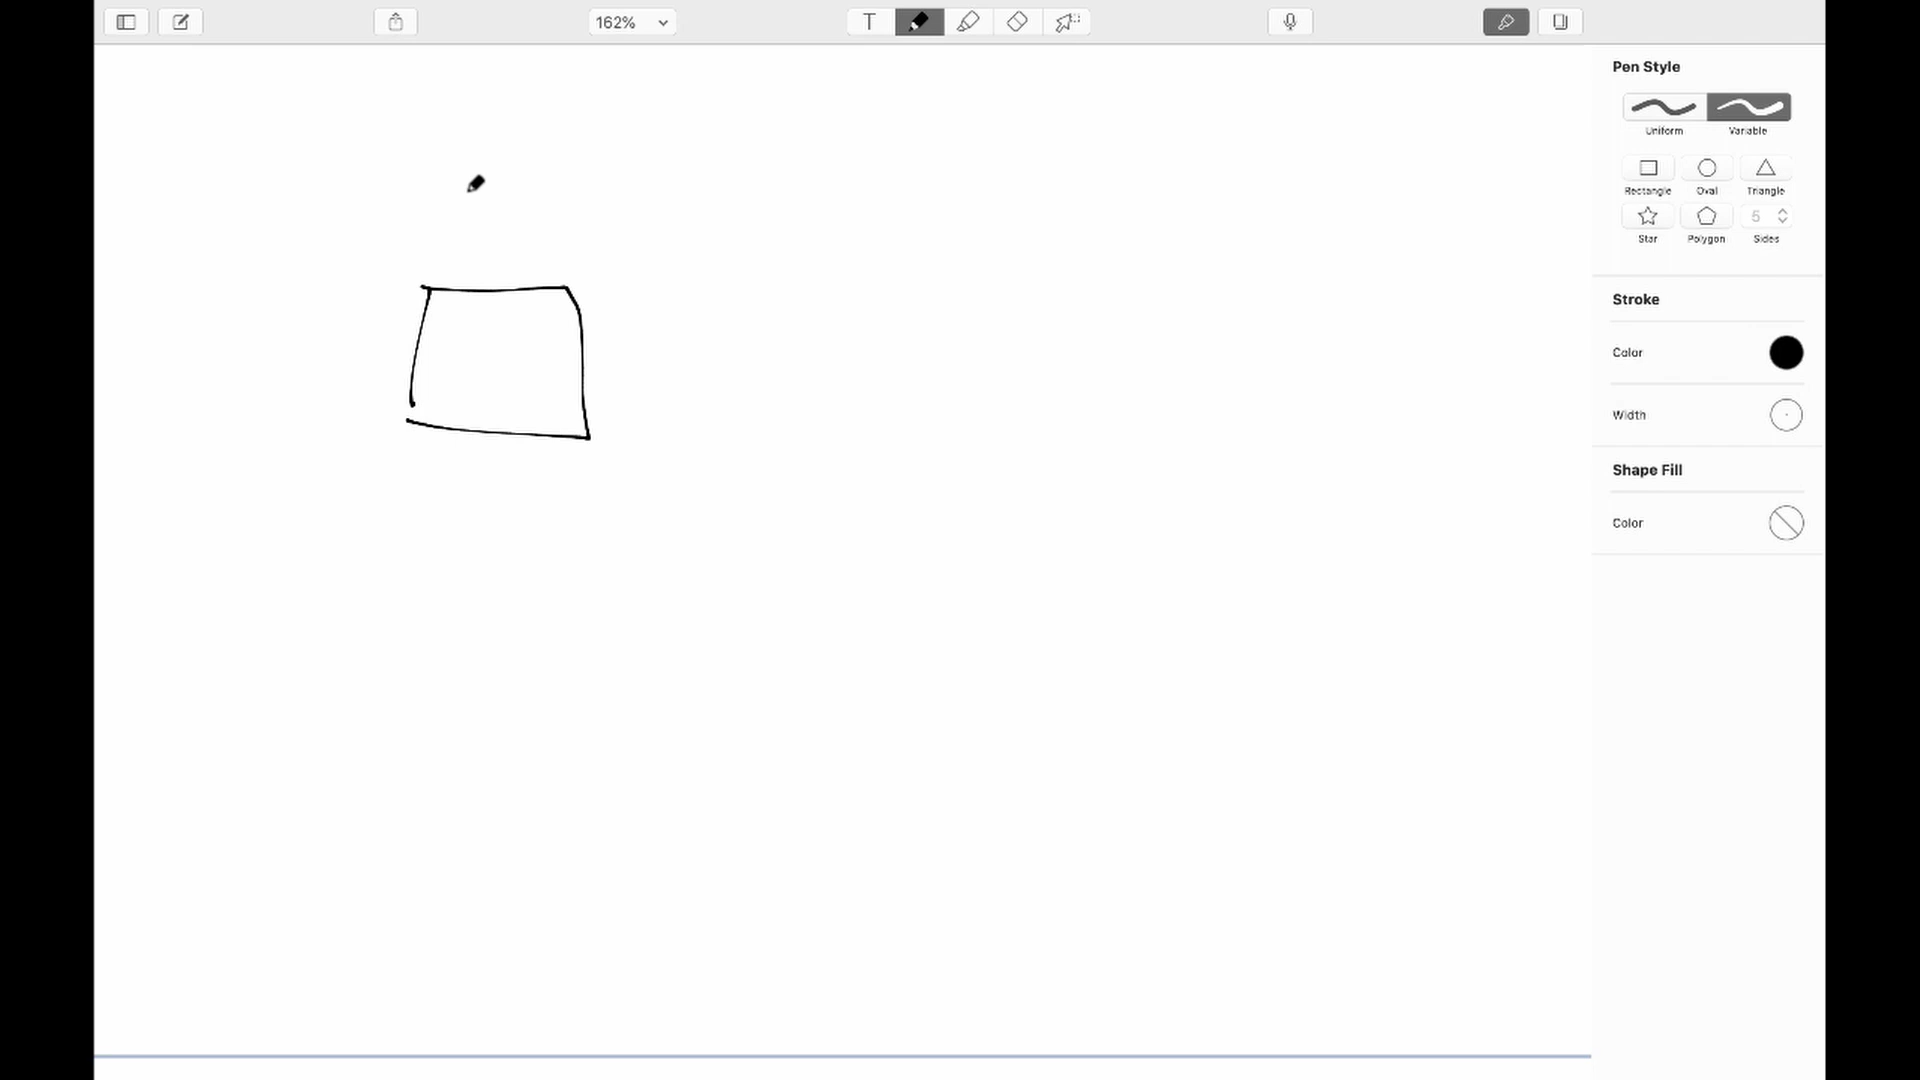 162%
T
Pen Style
Uniform Variable
Rectangle Oval Triangle
5
Star Polygon Sides
Stroke
Color
Width
Shape Fill
Color